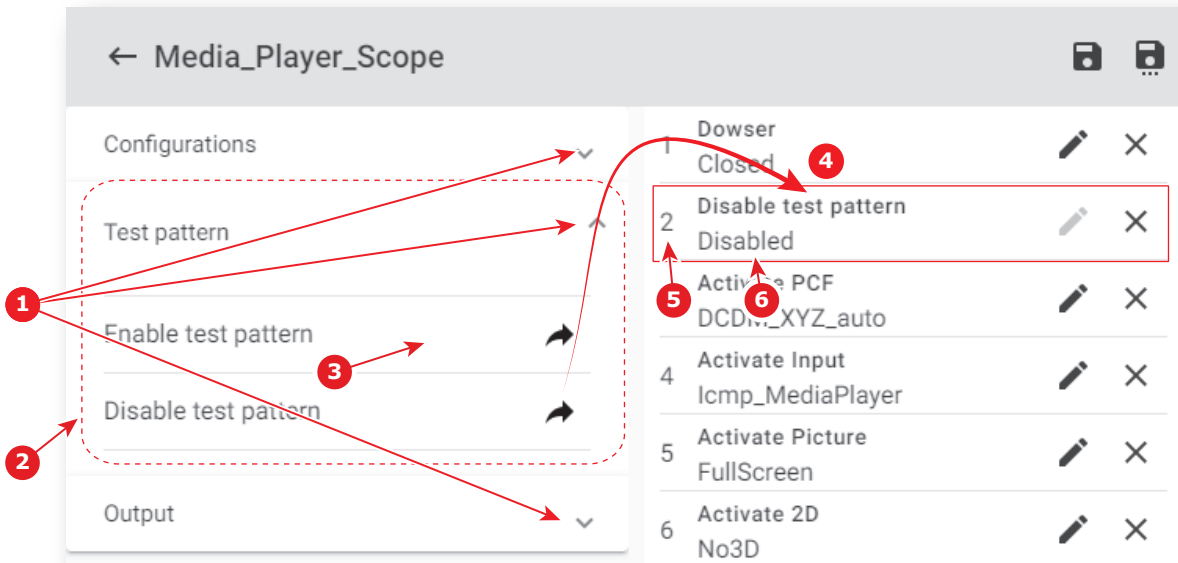 Media_Player_Scope
Configurations
Test pattern
Enable test pattern
Disable test pattern
Output
1
2
3
1 Dowser
Closed
4
2 Disable test pattern
Disabled
5
6
Activate PCF
DCDM_XYZ_auto
4 Activate Input
Icmp_MediaPlayer
5 Activate Picture
FullScreen
6 Activate 2D
No3D